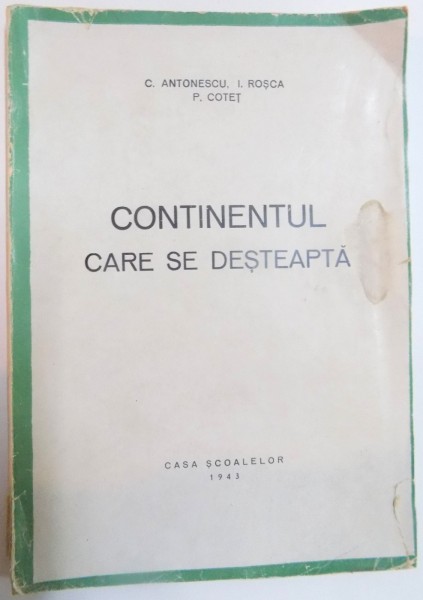 C. ANTONESCU, I. ROȘCA
P. COTEȚ
CONTINENTUL
CARE SE DEȘTEAPTĂ
CASA ȘCOALELOR
1943